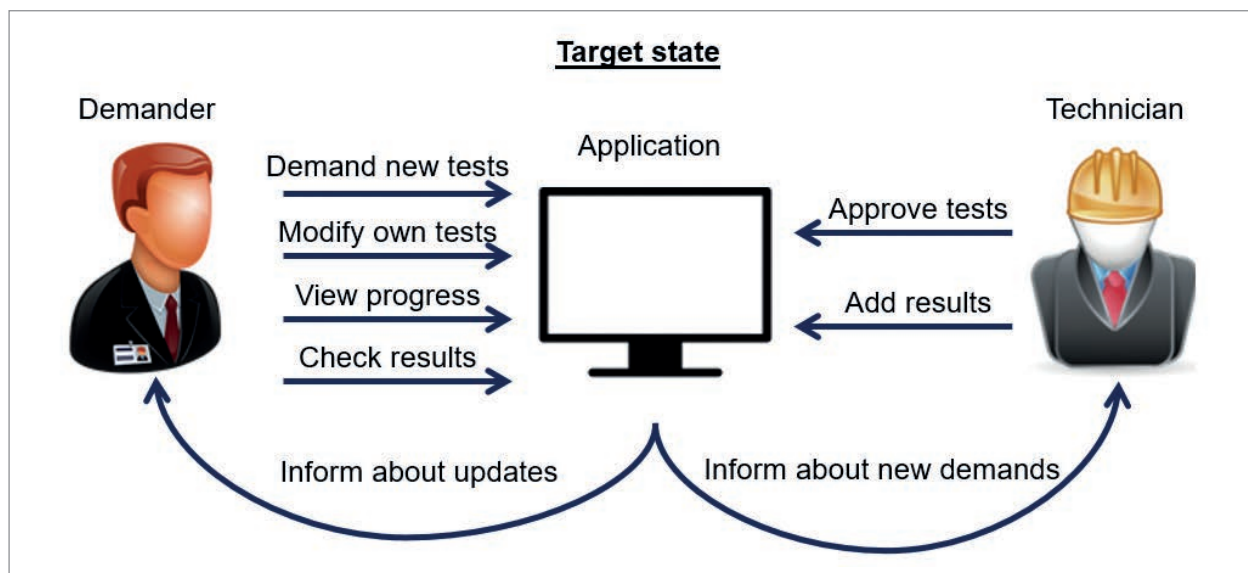 Target state
Demander
Technician
Application
Demand new tests
Modify own tests
View progress
Check results
Approve tests
Add results
Inform about updates
Inform about new demands